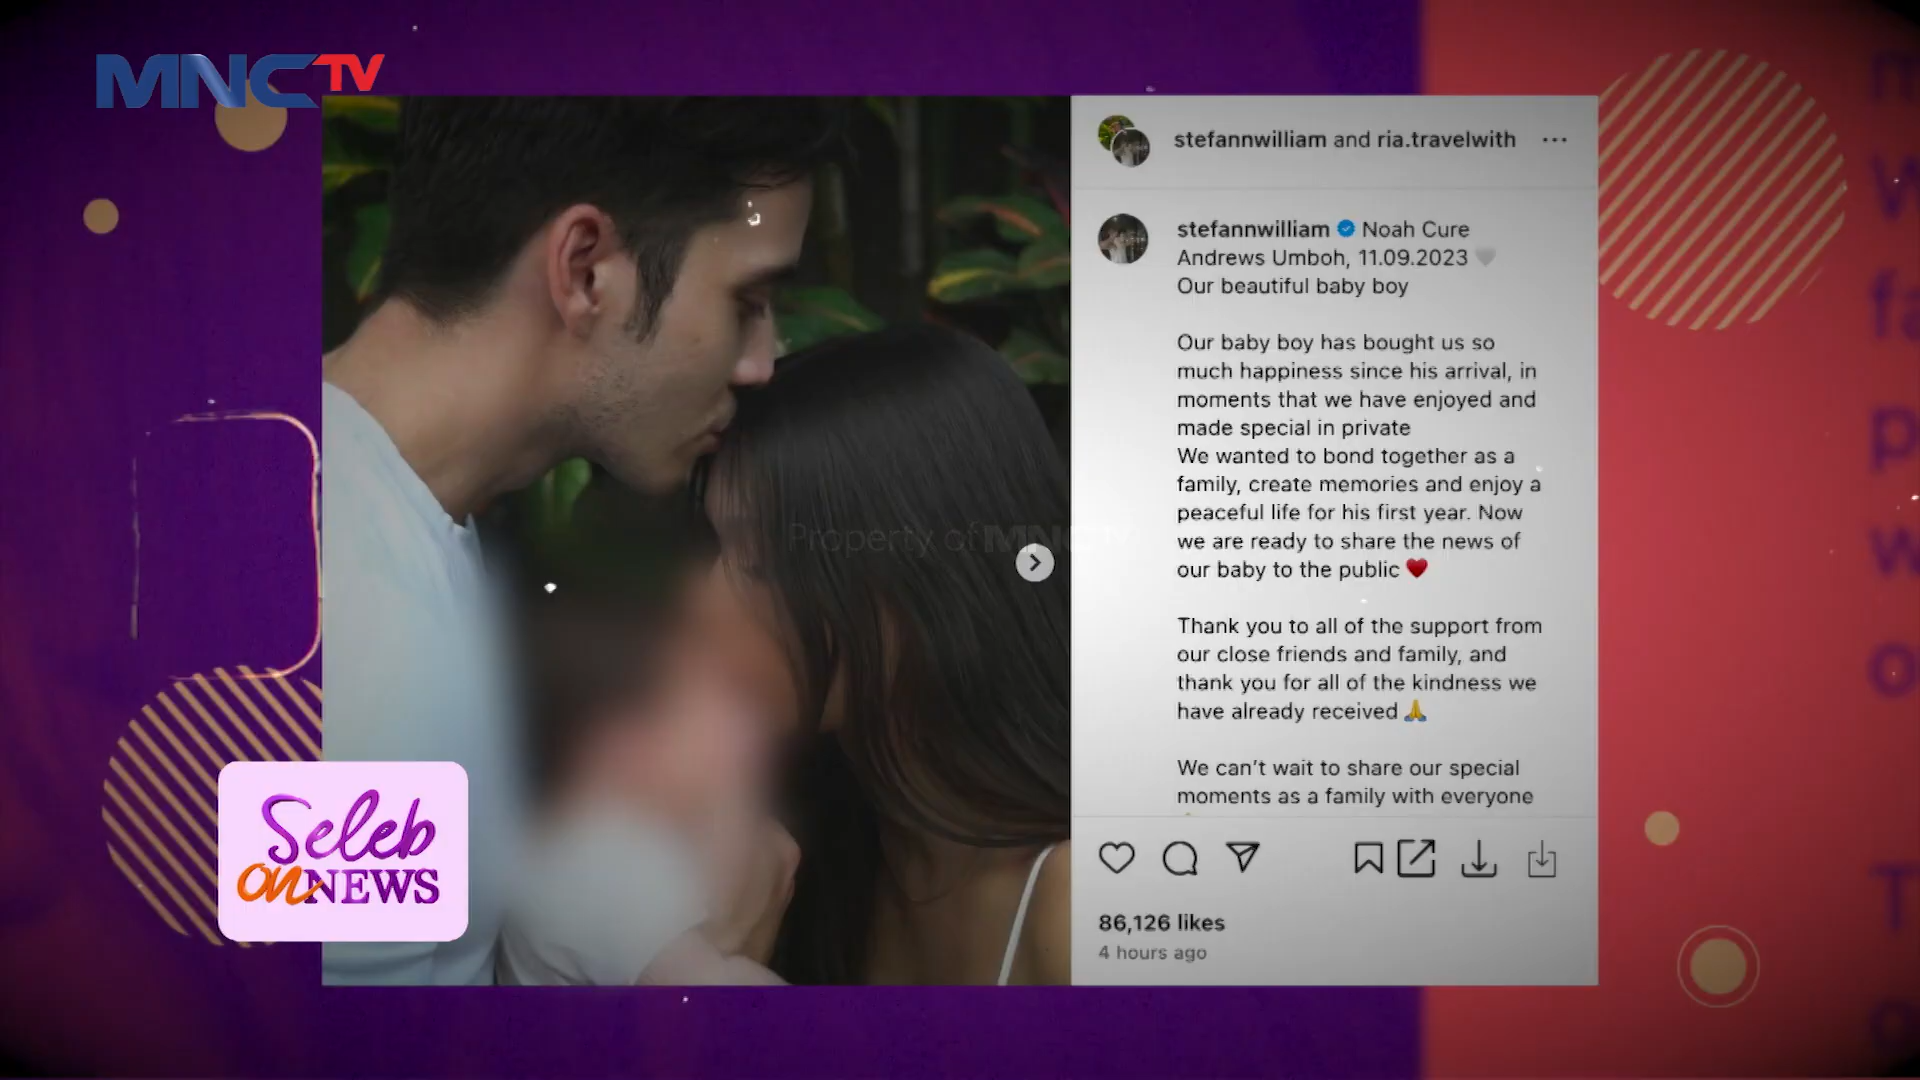 MNCTV
stefannwilliam and ria.travelwith
stefannwilliam Noah Cure
Andrews Umboh, 11.09.2023 🤍
Our beautiful baby boy
Our baby boy has bought us so
much happiness since his arrival, in
moments that we have enjoyed and
made special in private
We wanted to bond together as a
family, create memories and enjoy a
peaceful life for his first year. Now
we are ready to share the news of
our baby to the public ♥️
Thank you to all of the support from
our close friends and family, and
thank you for all of the kindness we
have already received 🙏
We can't wait to share our special
moments as a family with everyone
86,126 likes
4 hours ago
Property of MNCTV
Seleb
on NEWS